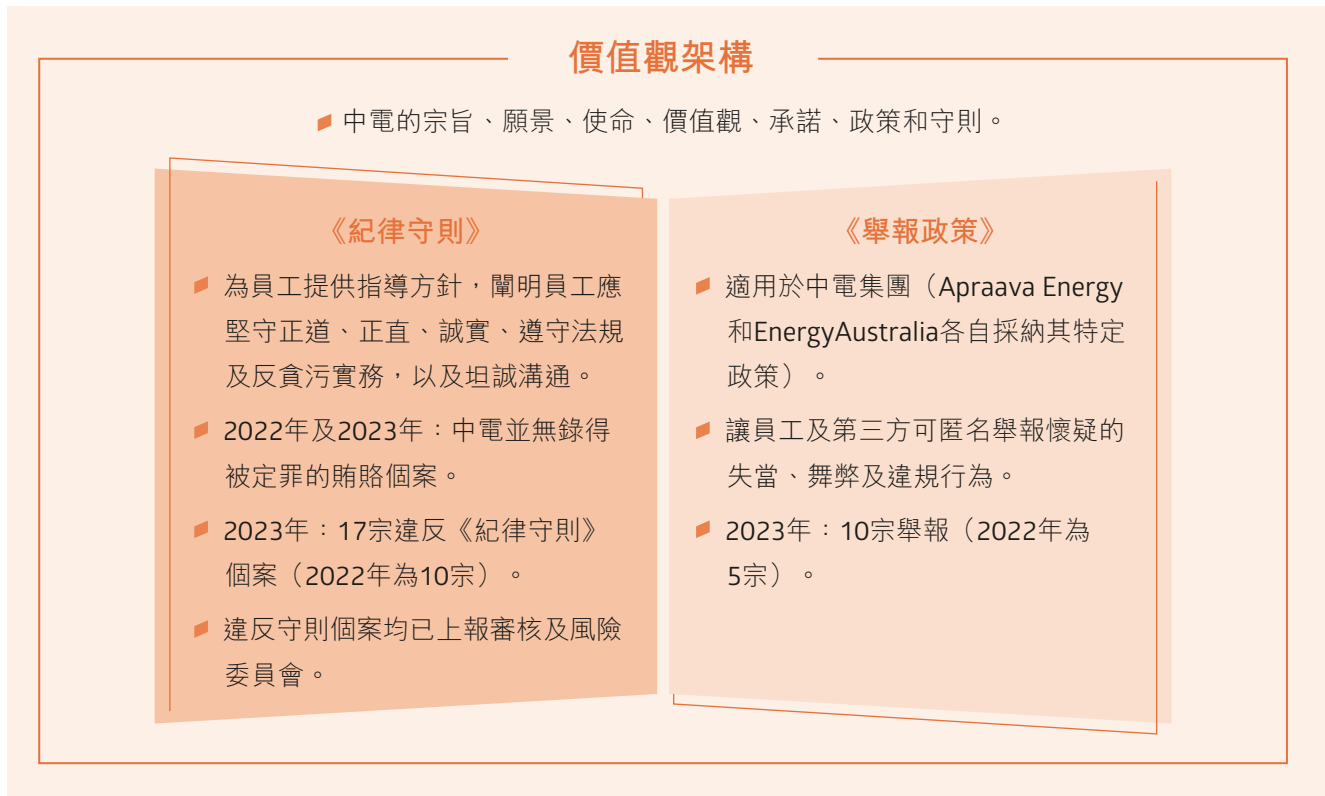 價值觀架構
中電的宗旨、願景、使命、價值觀、承諾、政策和守則。
《紀律守則》
為員工提供指導方針，闡明員工應
堅守正道、正直、誠實、遵守法規
及反貪污實務，以及坦誠溝通。
2022年及2023年：中電並無錄得
被定罪的賄賂個案。
2023年：17宗違反《紀律守則》
個案（2022年為10宗）。
違反守則個案均已上報審核及風險
委員會。
《舉報政策》
適用於中電集團（Apraava Energy
和EnergyAustralia各自採納其特定
政策）。
讓員工及第三方可匿名舉報懷疑的
失當、舞弊及違規行為。
2023年：10宗舉報（2022年為
5宗）。